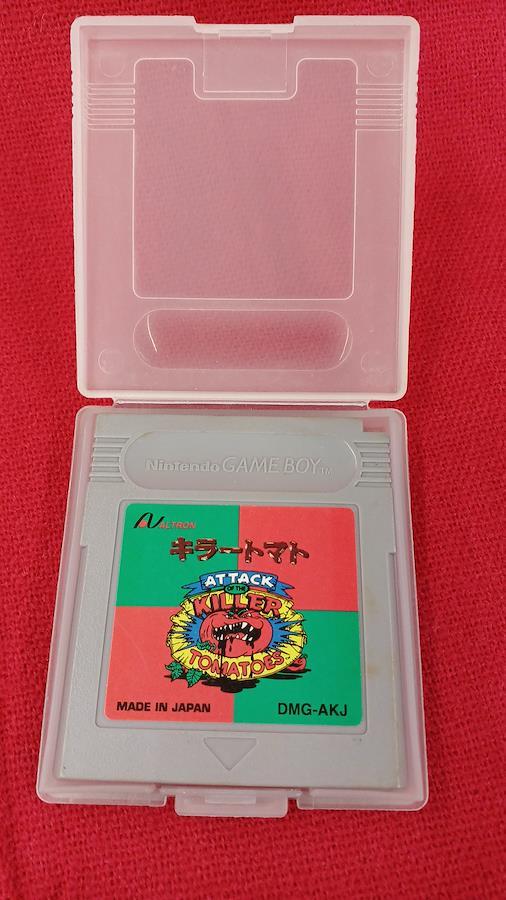 Nintendo GAME BOY TM
ALTRON
キラートマト
ATTACK
OF THE
KILLER
TOMATOES
MADE IN JAPAN DMG-AKJ